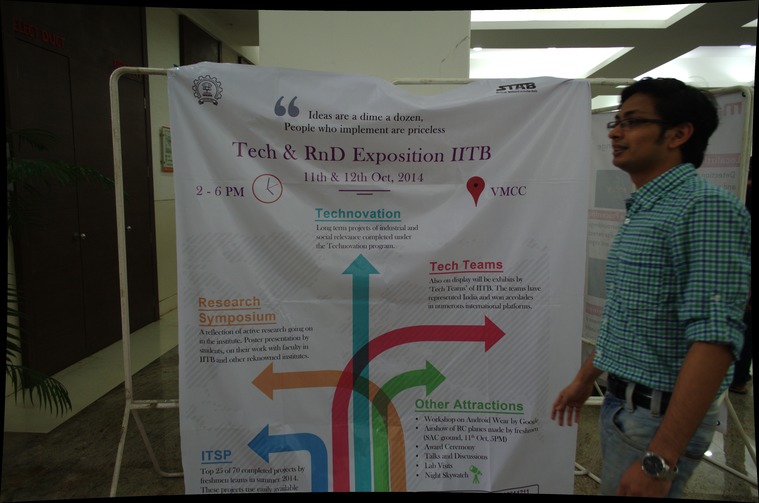 STAB
“ Ideas are a dime a dozen,
People who implement are priceless
Tech & RnD Exposition IITB
11th & 12th Oct, 2014
2 - 6 PM
VMCC
Technovation
Long term projects of industrial and
social relevance completed under
the Technovation program.
Tech Teams
Also on display will be exhibits by
'Tech Teams' of IITB. The teams have
represented India and won accolades
in numerous international platforms.
Research
Symposium
A reflection of active research going on
in the institute. Poster presentation by
students, on their work with faculty in
IITB and other reknowned institutes.
Other Attractions
• Workshop on Android Wear by Google
• Airshow of RC planes made by freshmen
(SAC ground, 11th Oct, 5PM)
• Award Ceremony
• Talks and Discussions
• Lab Visits
• Night Skywatch
ITSP
Top 25 of 70 completed projects by
freshmen teams in summer 2014.
These projects me easily available